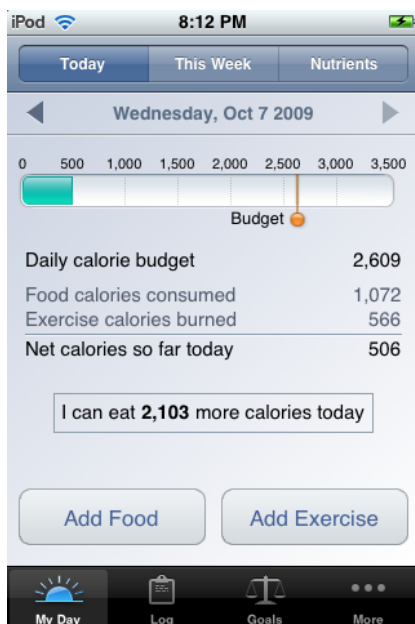 iPod 8:12 PM
Today This Week Nutrients
Wednesday, Oct 7 2009
0 500 1,000 1,500 2,000 2,500 3,000 3,500
Budget
Daily calorie budget 2,609
Food calories consumed 1,072
Exercise calories burned 566
Net calories so far today 506
I can eat 2,103 more calories today
Add Food Add Exercise
My Day Log Goals More